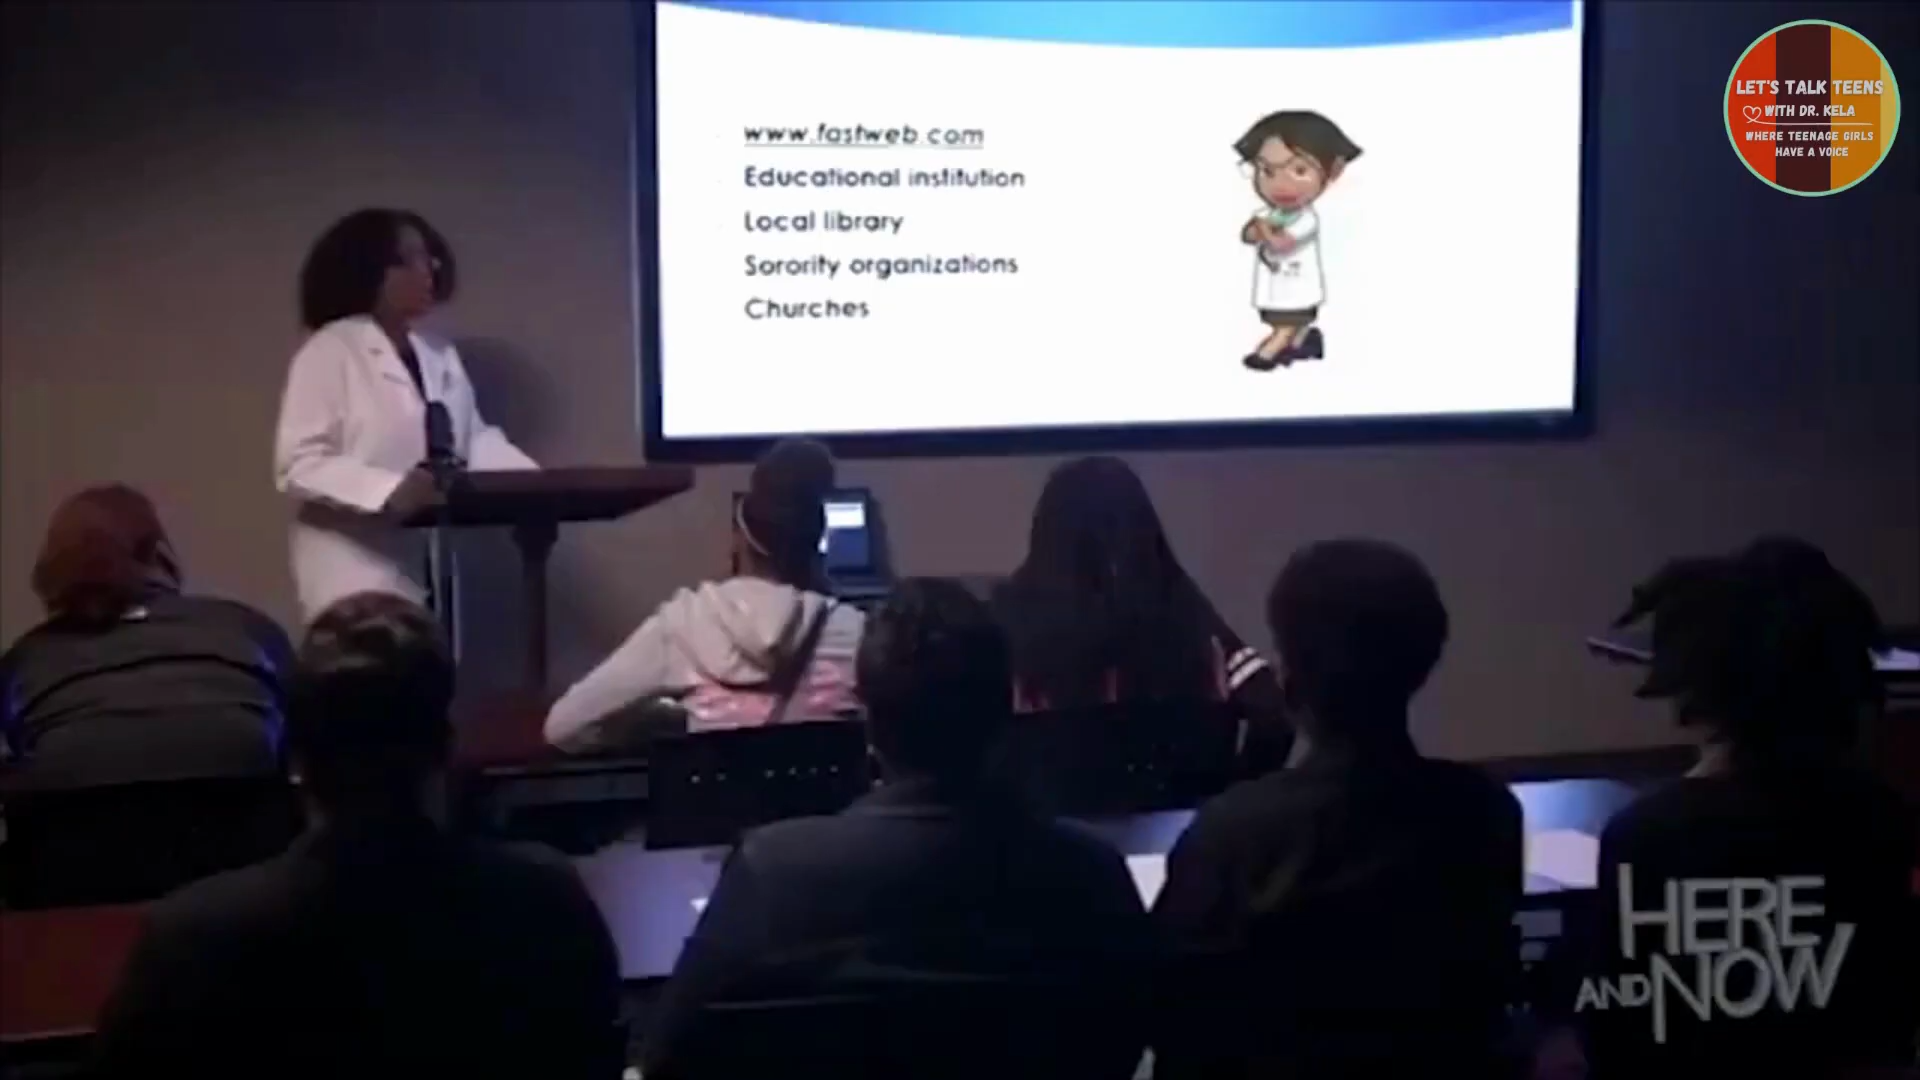 www.fastweb.com
Educational institution
Local library
Sorority organizations
Churches
LET'S TALK TEENS
WITH DR. KELA
WHERE TEENAGE GIRLS
HAVE A VOICE
HERE
AND NOW